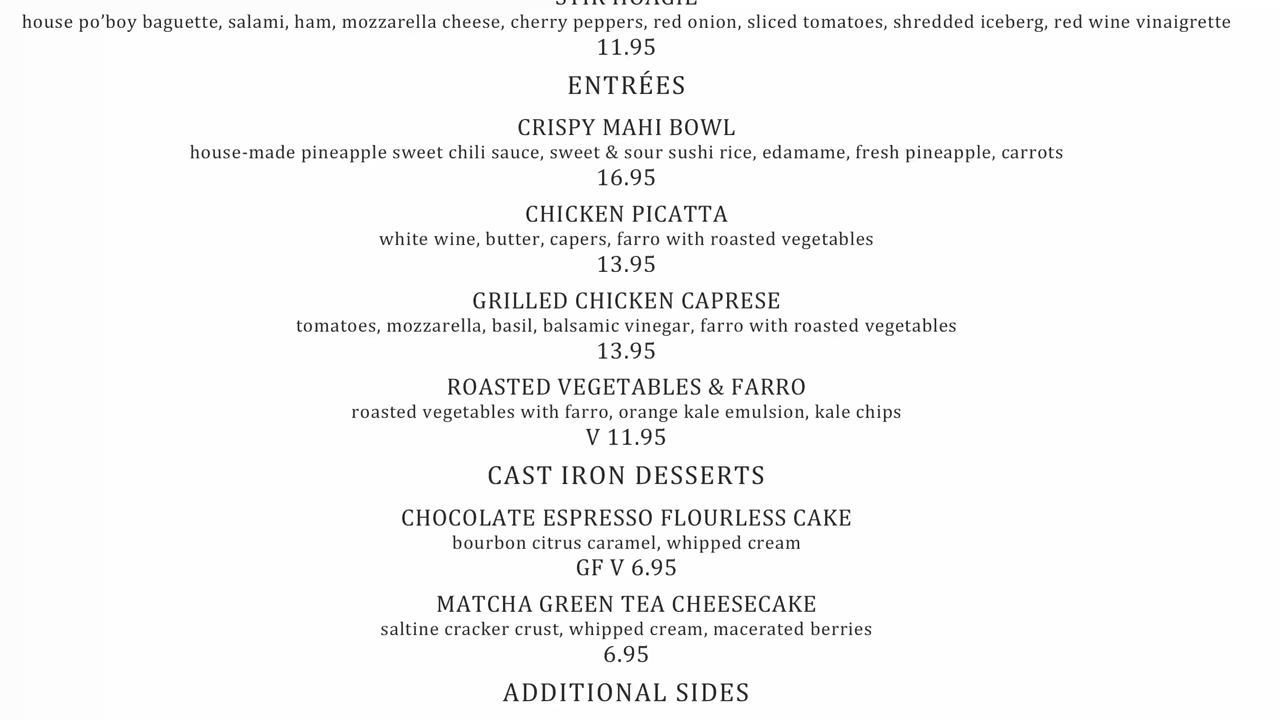 house po’boy baguette, salami, ham, mozzarella cheese, cherry peppers, red onion, sliced tomatoes, shredded iceberg, red wine vinaigrette
11.95
ENTRÉES
CRISPY MAHI BOWL
house-made pineapple sweet chili sauce, sweet & sour sushi rice, edamame, fresh pineapple, carrots
16.95
CHICKEN PICATTA
white wine, butter, capers, farro with roasted vegetables
13.95
GRILLED CHICKEN CAPRESE
tomatoes, mozzarella, basil, balsamic vinegar, farro with roasted vegetables
13.95
ROASTED VEGETABLES & FARRO
roasted vegetables with farro, orange kale emulsion, kale chips
V 11.95
CAST IRON DESSERTS
CHOCOLATE ESPRESSO FLOURLESS CAKE
bourbon citrus caramel, whipped cream
GF V 6.95
MATCHA GREEN TEA CHEESECAKE
saltine cracker crust, whipped cream, macerated berries
6.95
ADDITIONAL SIDES